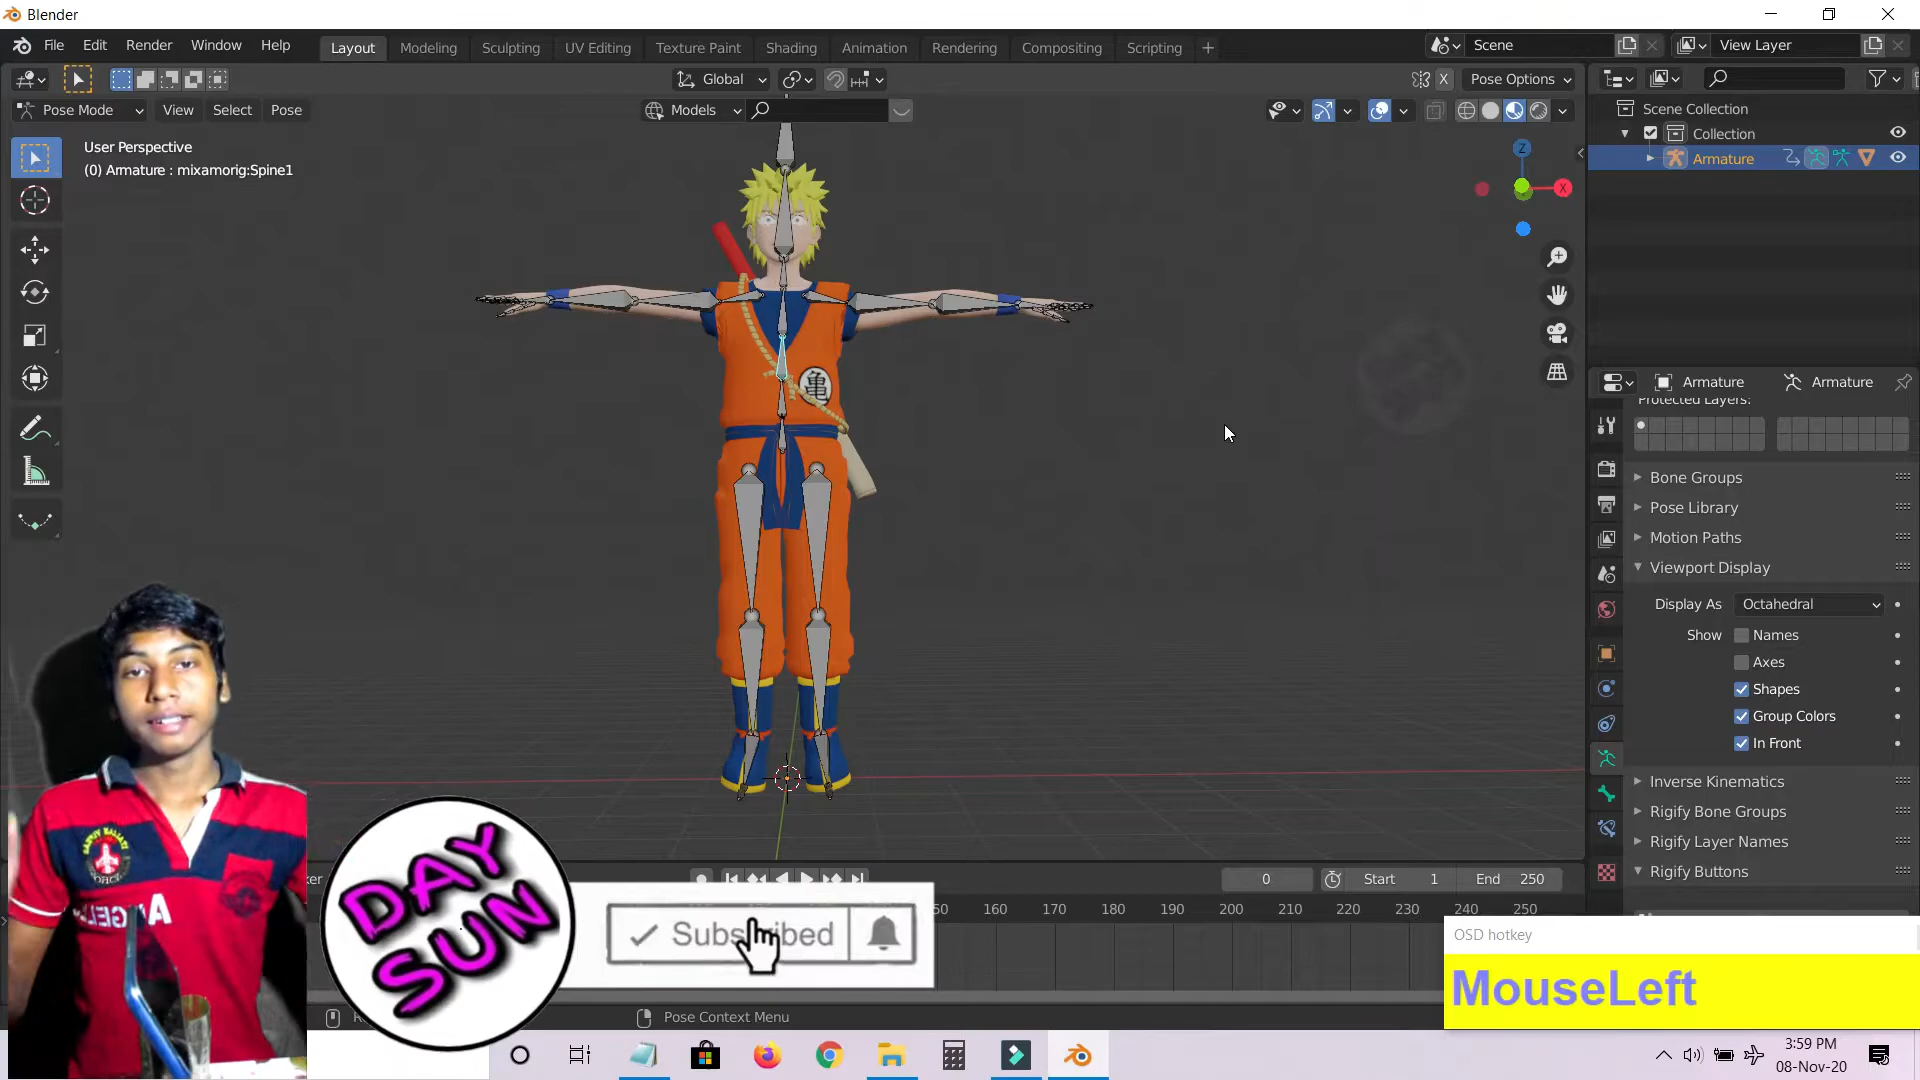 Blender
File Edit Render Window Help
Layout Modeling Sculpting UV Editing Texture Paint Shading Animation Rendering Compositing Scripting +
Scene
View Layer
Global
X
Pose Options
Pose Mode View Select Pose
Models
User Perspective
(0) Armature : mixamorig:Spine1
Scene Collection
Collection
Armature
Z
X
亀
Armature Armature
Protected Layers:
Bone Groups
Pose Library
Motion Paths
Viewport Display
Display As Octahedral
Show Names
Axes
Shapes
Group Colors
In Front
Inverse Kinematics
Rigify Bone Groups
Rigify Layer Names
Rigify Buttons
0 Start 1 End 250
50 160 170 180 190 200 210 220 230 240 250
DAY
SUN
Subscribed
OSD hotkey
MouseLeft
Pose Context Menu
3:59 PM
08-Nov-20